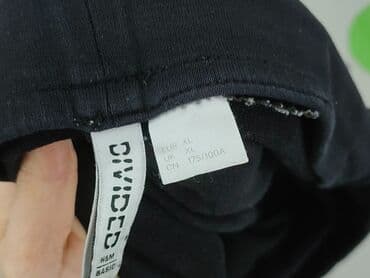 DIVIDED
H&M
BASIC
EUR XL
UK XL
CN 175/100A